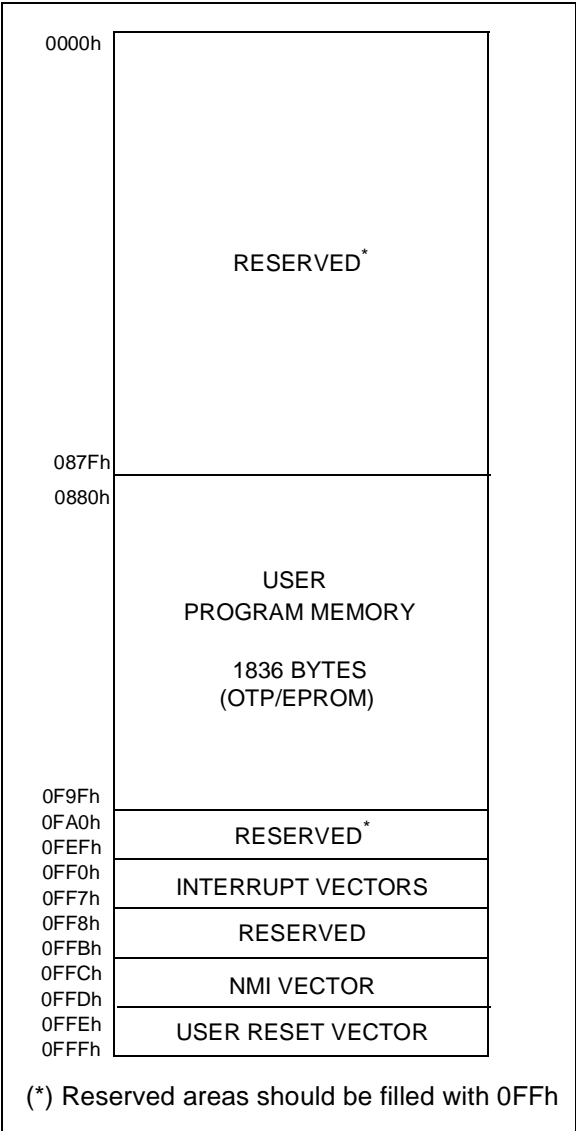 0000h
RESERVED*
087Fh
0880h
USER
PROGRAM MEMORY
1836 BYTES
(OTP/EPROM)
0F9Fh
0FA0h
RESERVED*
0FEFh
0FF0h
INTERRUPT VECTORS
0FF7h
0FF8h
RESERVED
0FFBh
0FFCh
NMI VECTOR
0FFDh
0FFEh
USER RESET VECTOR
0FFFh
(*) Reserved areas should be filled with 0FFh